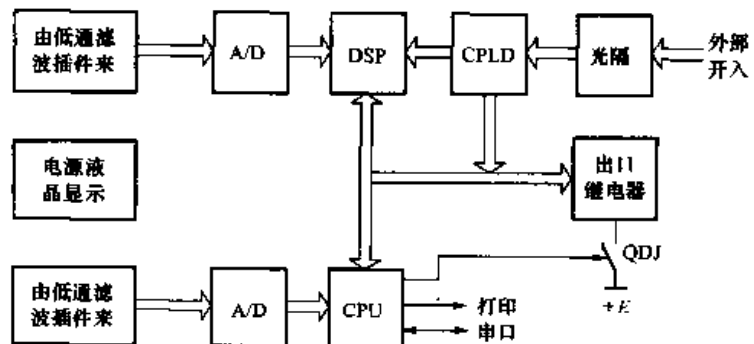 由低通滤
波插件来
A/D
DSP
CPLD
光隔
外部
开入
电源液
晶显示
出口
继电器
QDJ
+E
由低通滤
波插件来
A/D
CPU
打印
串口